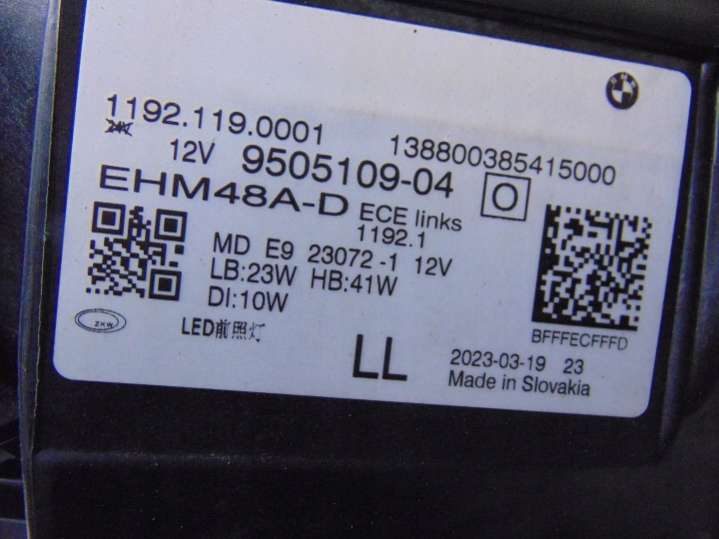 BMW
1192.119.0001
138800385415000
12V 9505109-04 O
EHM48A-D ECE links
1192.1
MD E9 23072-1 12V
LB:23W HB:41W
DI:10W
BFFFECFFFD
ZKW
LED前照灯
LL
2023-03-19 23
Made in Slovakia